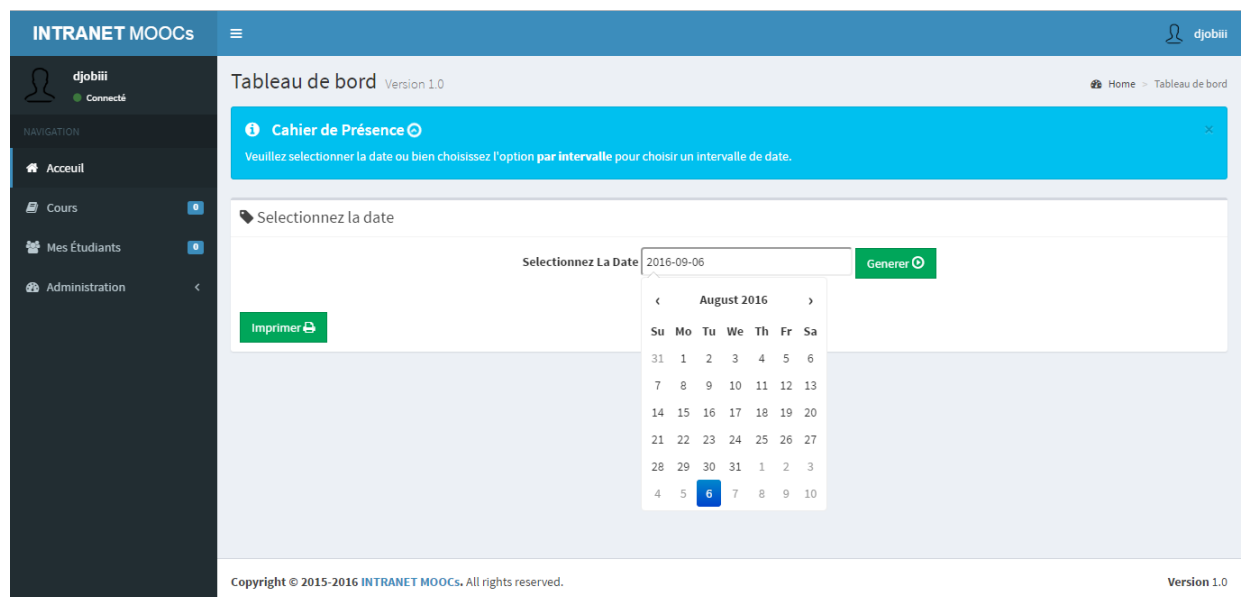 INTRANET MOOCs
djobiii
djobiii
Connecté
Tableau de bord Version 1.0
Home > Tableau de bord
NAVIGATION
Acceuil
Cours 0
Mes Étudiants 0
Administration
Cahier de Présence
×
Veuillez selectionner la date ou bien choisissez l'option par intervalle pour choisir un intervalle de date.
Selectionnez la date
Selectionnez La Date 2016-09-06 Generer
‹ August 2016 ›
Imprimer
Su Mo Tu We Th Fr Sa
31 1 2 3 4 5 6
7 8 9 10 11 12 13
14 15 16 17 18 19 20
21 22 23 24 25 26 27
28 29 30 31 1 2 3
4 5 6 7 8 9 10
Copyright © 2015-2016 INTRANET MOOCs. All rights reserved.
Version 1.0